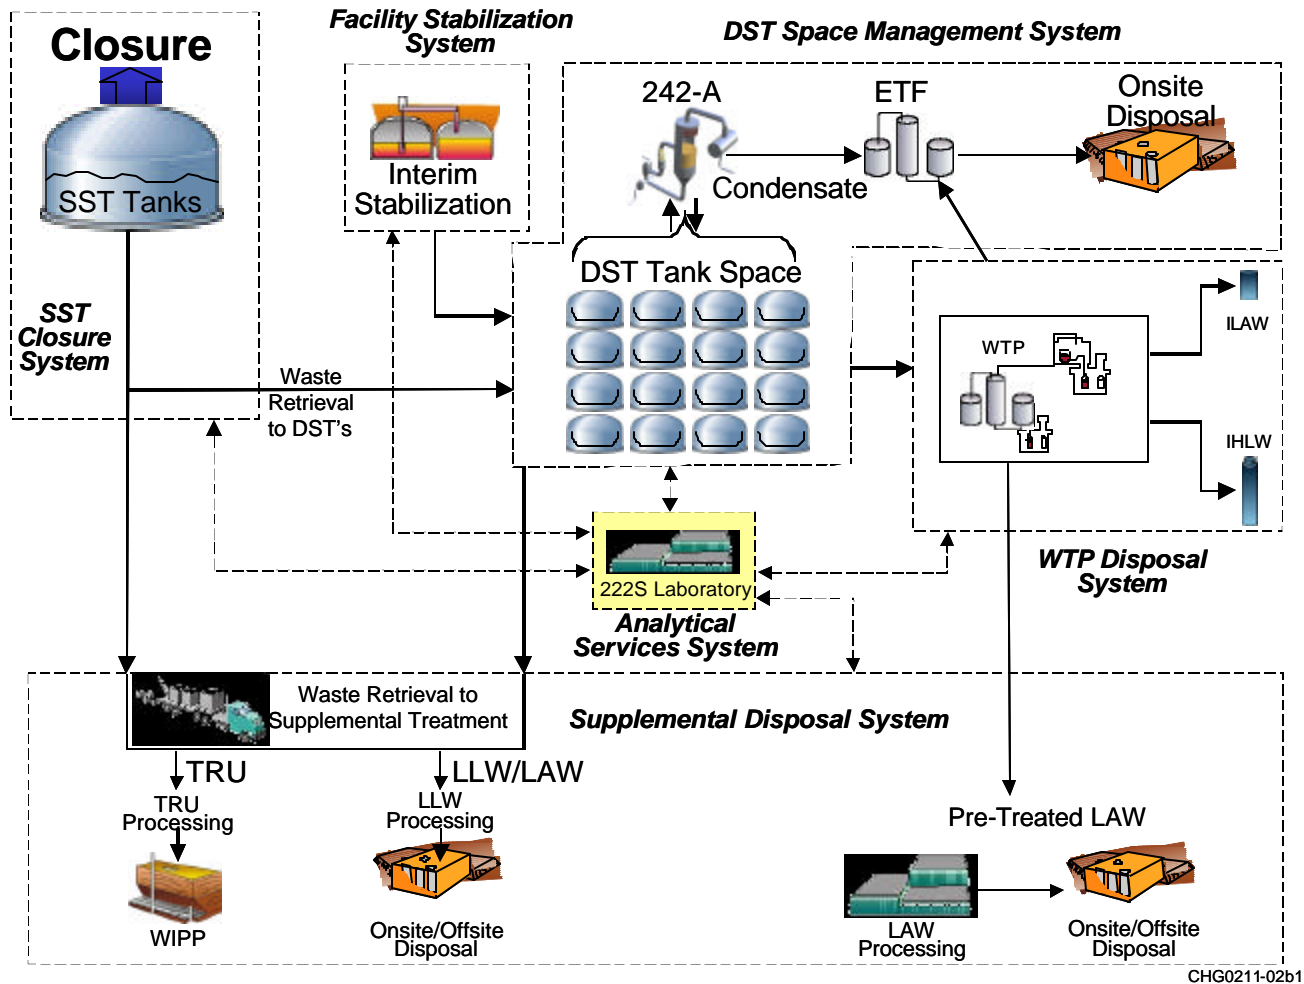 Closure
SST Tanks
SST
Closure
System
Facility Stabilization
System
Interim
Stabilization
DST Space Management System
242-A
ETF
Onsite
Disposal
Condensate
DST Tank Space
Waste
Retrieval
to DST's
WTP
ILAW
IHLW
WTP Disposal
System
222S Laboratory
Analytical
Services System
Waste Retrieval to
Supplemental Treatment
Supplemental Disposal System
TRU
LLW/LAW
TRU
Processing
LLW
Processing
WIPP
Onsite/Offsite
Disposal
Pre-Treated LAW
LAW
Processing
Onsite/Offsite
Disposal
CHG0211-02b1